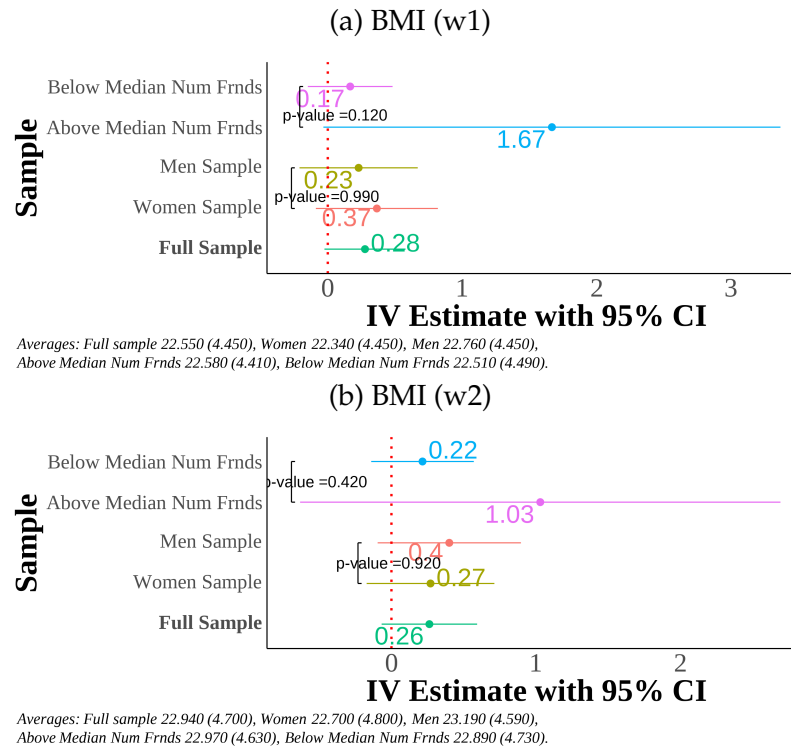 (a) BMI (w1)
Sample
Below Median Num Frnds
0.17
p-value =0.120
Above Median Num Frnds
1.67
Men Sample
0.23
p-value =0.990
Women Sample
0.37
Full Sample
0.28
0 1 2 3
IV Estimate with 95% CI
Averages: Full sample 22.550 (4.450), Women 22.340 (4.450), Men 22.760 (4.450),
Above Median Num Frnds 22.580 (4.410), Below Median Num Frnds 22.510 (4.490).
(b) BMI (w2)
Sample
Below Median Num Frnds
0.22
p-value =0.420
Above Median Num Frnds
1.03
Men Sample
0.4
p-value =0.920
Women Sample
0.27
Full Sample
0.26
0 1 2
IV Estimate with 95% CI
Averages: Full sample 22.940 (4.700), Women 22.700 (4.800), Men 23.190 (4.590),
Above Median Num Frnds 22.970 (4.630), Below Median Num Frnds 22.890 (4.730).